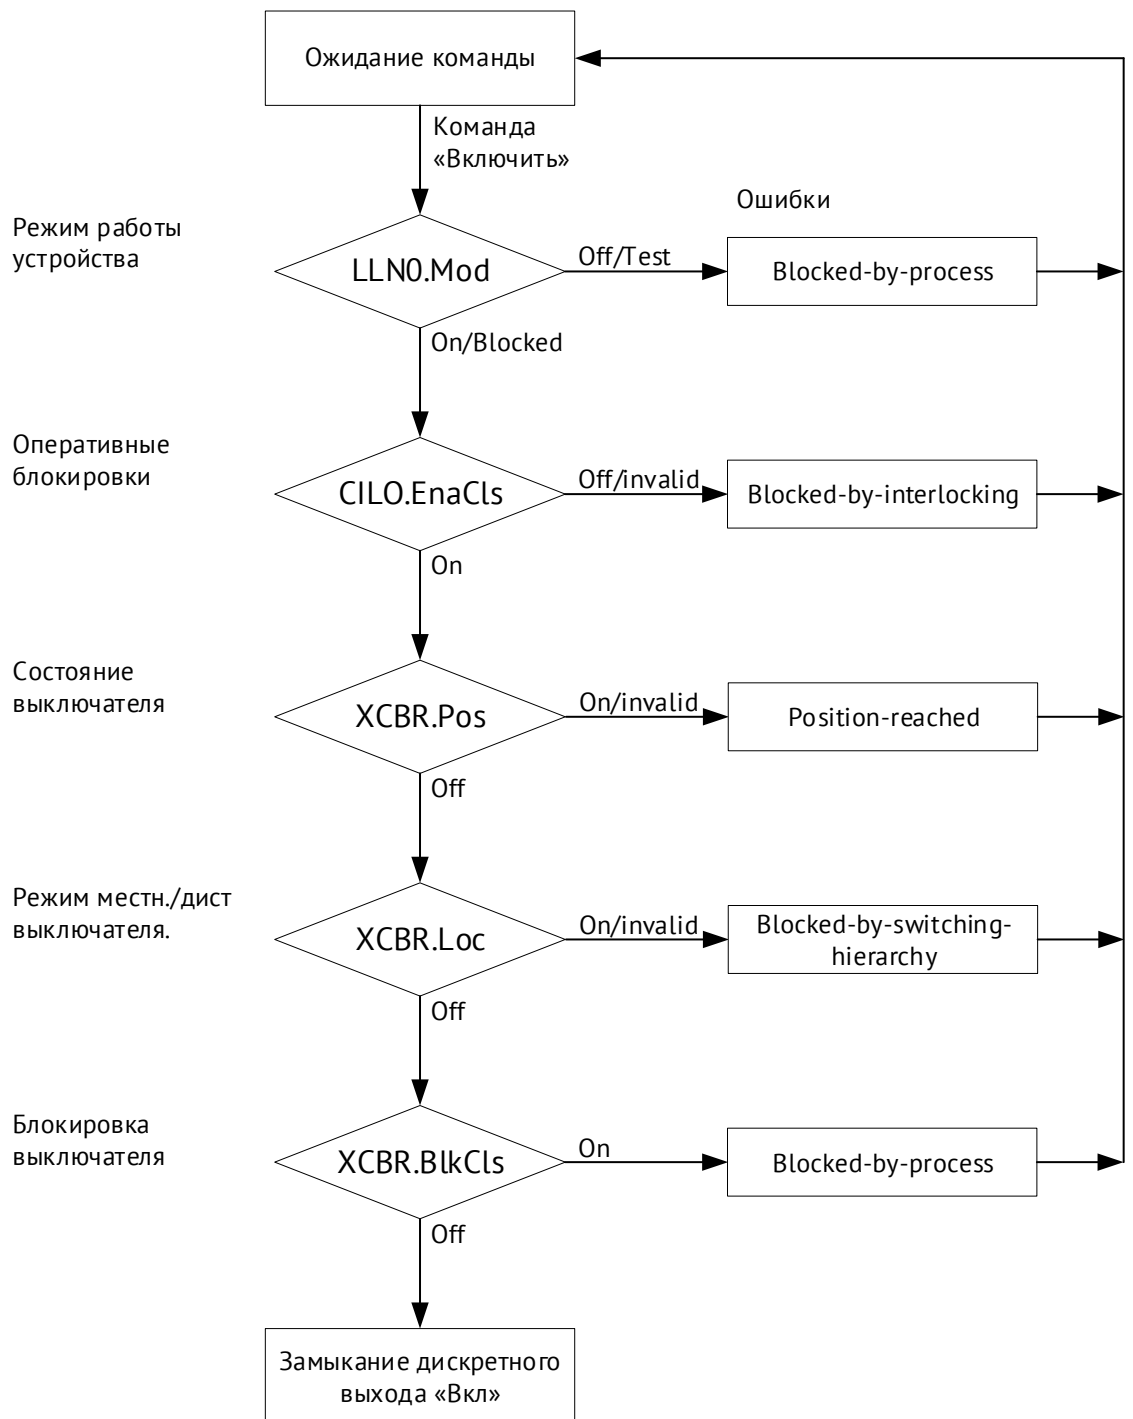 Ожидание команды
Команда
«Включить»
Ошибки
Режим работы
устройства
LLN0.Mod
Off/Test
Blocked-by-process
On/Blocked
Оперативные
блокировки
CILO.EnaCls
Off/invalid
Blocked-by-interlocking
On
Состояние
выключателя
XCBR.Pos
On/invalid
Position-reached
Off
Режим местн./дист
выключателя.
XCBR.Loc
On/invalid
Blocked-by-switching-
hierarchy
Off
Блокировка
выключателя
XCBR.BlkCls
On
Blocked-by-process
Off
Замыкание дискретного
выхода «Вкл»